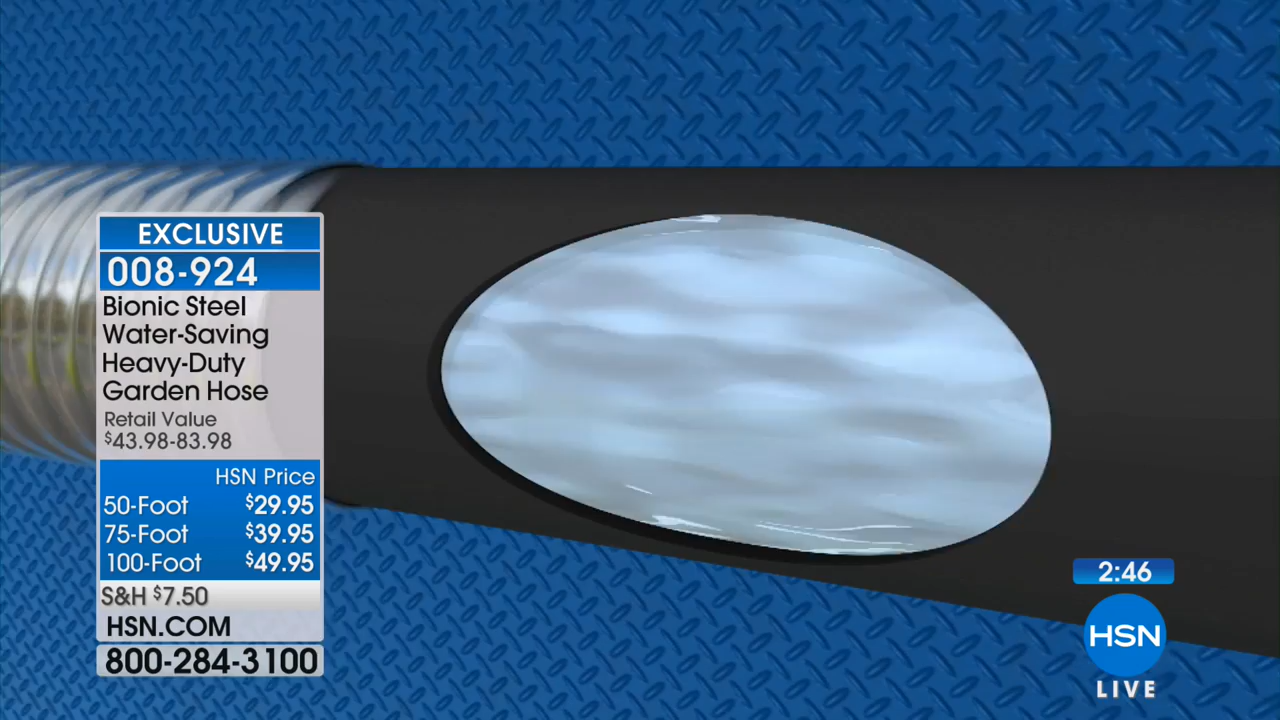 EXCLUSIVE
008-924
Bionic Steel
Water-Saving
Heavy-Duty
Garden Hose
Retail Value
$43.98-83.98
HSN Price
50-Foot $29.95
75-Foot $39.95
100-Foot $49.95
S&H $7.50
HSN.COM
800-284-3100
2:46
HSN
LIVE